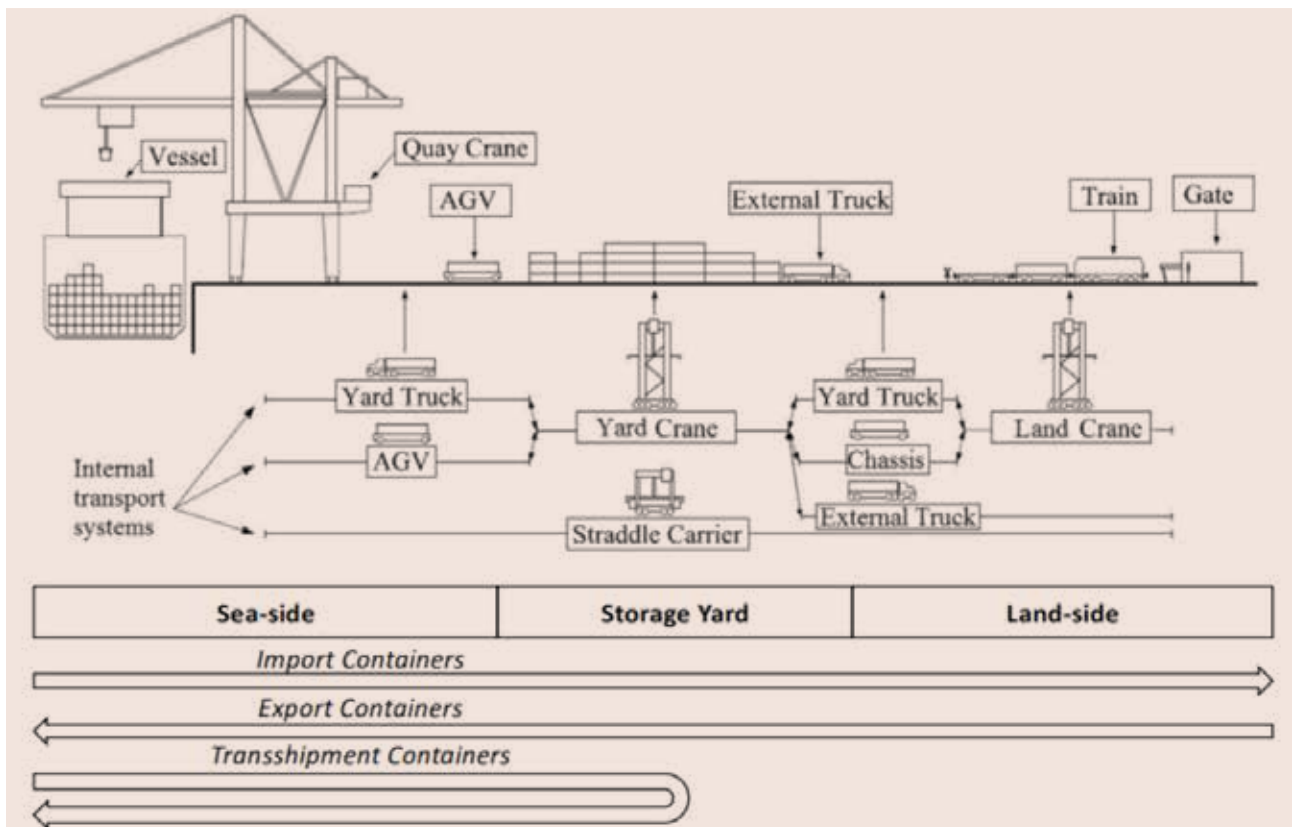 Vessel
Quay Crane
AGV
External Truck
Train
Gate
Yard Truck
Yard Truck
Yard Crane
Land Crane
AGV
Chassis
Internal
transport
systems
External Truck
Straddle Carrier
Sea-side
Storage Yard
Land-side
Import Containers
Export Containers
Transshipment Containers